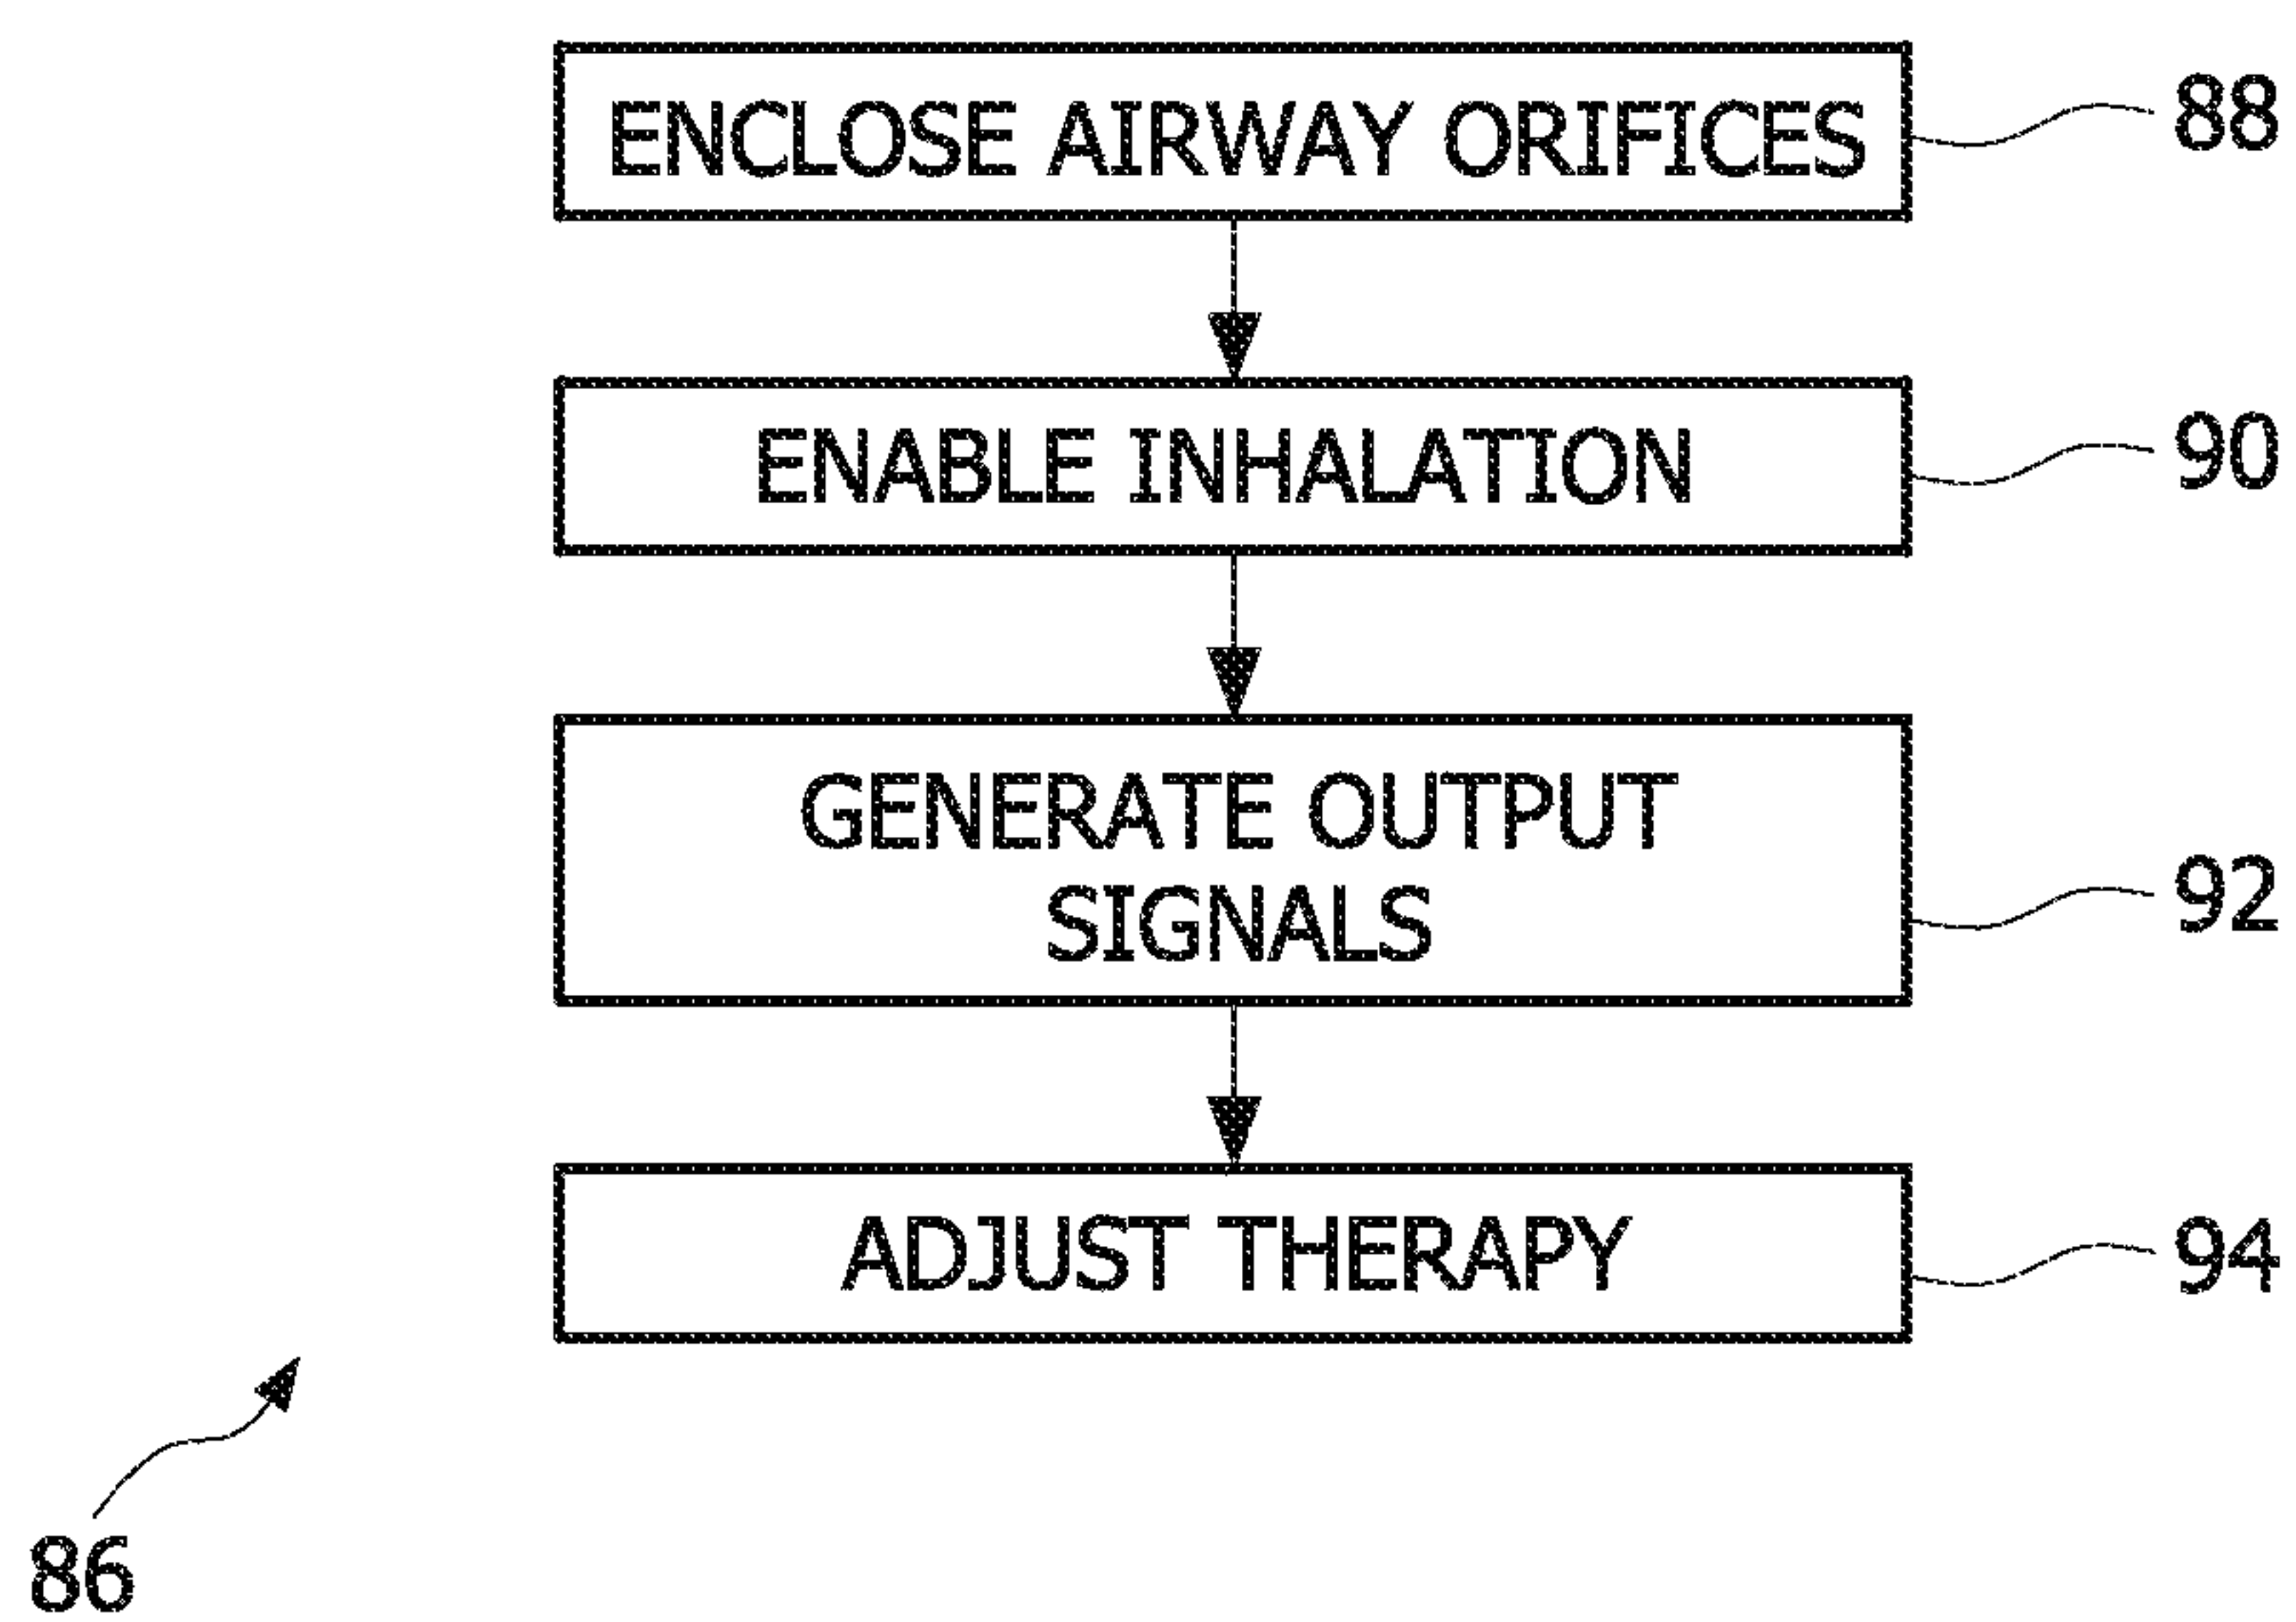 ENCLOSE AIRWAY ORIFICES
88
ENABLE INHALATION
90
GENERATE OUTPUT
SIGNALS
92
ADJUST THERAPY
94
86